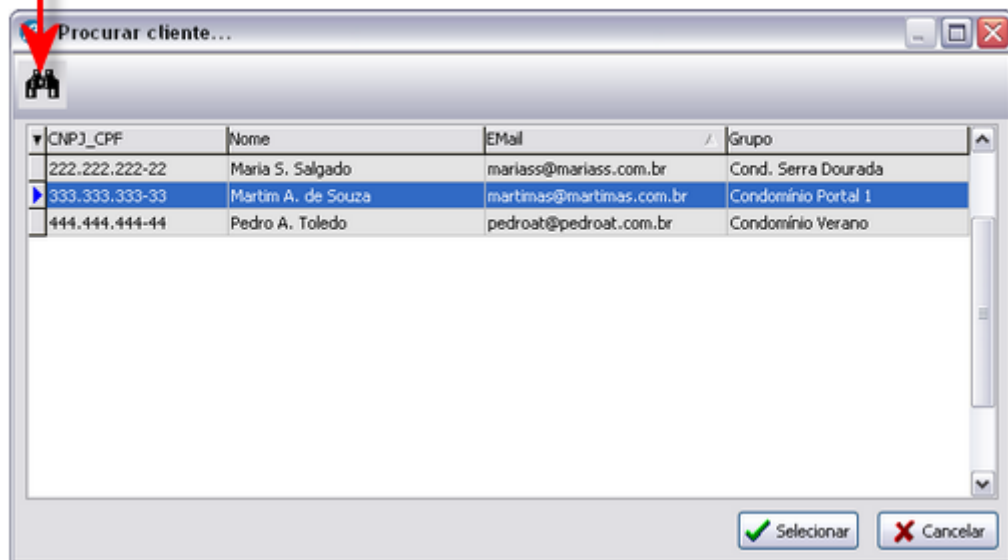 Procurar cliente...
CNPJ_CPF Nome EMail Grupo
222.222.222-22 Maria S. Salgado mariass@mariass.com.br Cond. Serra Dourada
333.333.333-33 Martim A. de Souza martimas@martimas.com.br Condomínio Portal 1
444.444.444-44 Pedro A. Toledo pedroat@pedroat.com.br Condomínio Verano
Selecionar Cancelar